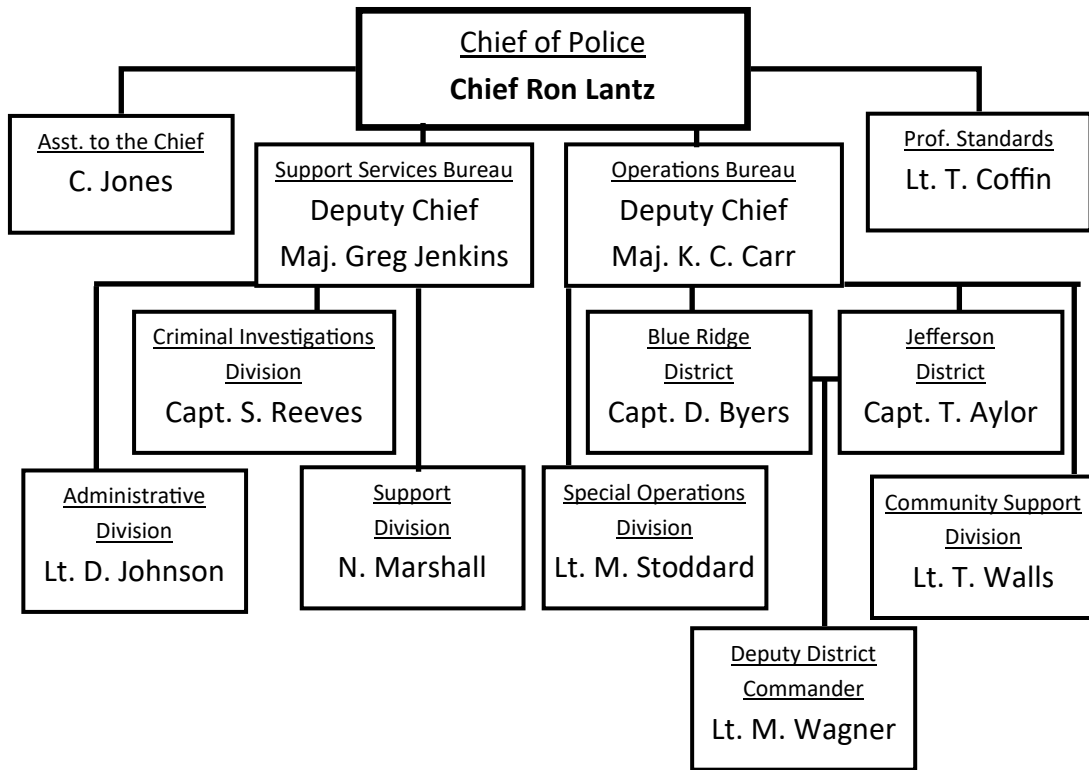 Chief of Police
Chief Ron Lantz
Asst. to the Chief
C. Jones
Support Services Bureau
Deputy Chief
Maj. Greg Jenkins
Operations Bureau
Deputy Chief
Maj. K. C. Carr
Prof. Standards
Lt. T. Coffin
Criminal Investigations
Division
Capt. S. Reeves
Blue Ridge
District
Capt. D. Byers
Jefferson
District
Capt. T. Aylor
Administrative
Division
Lt. D. Johnson
Support
Division
N. Marshall
Special Operations
Division
Lt. M. Stoddard
Community Support
Division
Lt. T. Walls
Deputy District
Commander
Lt. M. Wagner